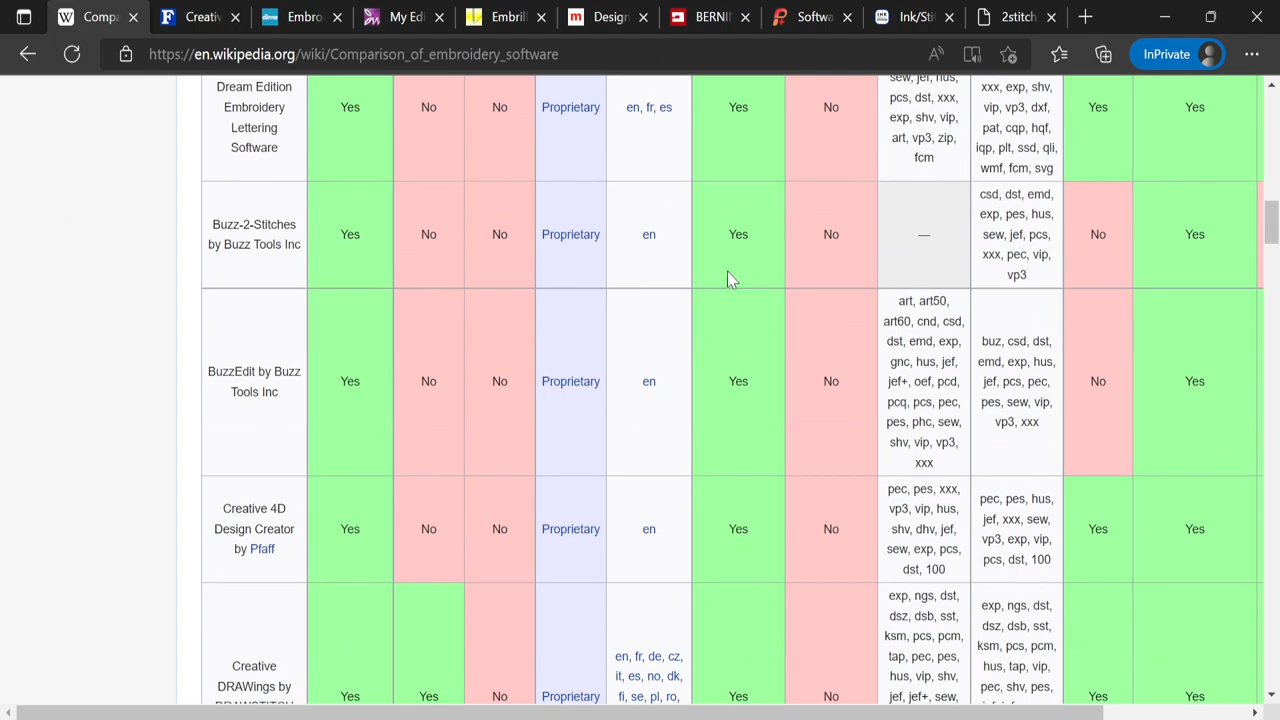 Compa
Creativ
Embro
My Edi
Embrill
Design
BERNIN
Softwa
Ink/Stit
2stitch
https://en.wikipedia.org/wiki/Comparison_of_embroidery_software
InPrivate
Dream Edition
Embroidery
Lettering
Software
Yes
No
No
Proprietary
en, fr, es
Yes
No
sew, jef, hus,
pcs, dst, xxx,
exp, shv, vip,
art, vp3, zip,
fcm
xxx, exp, shv,
vip, vp3, dxf,
pat, cqp, hqf,
iqp, plt, ssd, qli,
wmf, fcm, svg
Yes
Yes
Buzz-2-Stitches
by Buzz Tools Inc
Yes
No
No
Proprietary
en
Yes
No
—
csd, dst, emd,
exp, pes, hus,
sew, jef, pcs,
xxx, pec, vip,
vp3
No
Yes
BuzzEdit by Buzz
Tools Inc
Yes
No
No
Proprietary
en
Yes
No
art, art50,
art60, cnd, csd,
dst, emd, exp,
gnc, hus, jef,
jef+, oef, pcd,
pcq, pcs, pec,
pes, phc, sew,
shv, vip, vp3,
xxx
buz, csd, dst,
emd, exp, hus,
jef, pcs, pec,
pes, sew, vip,
vp3, xxx
No
Yes
Creative 4D
Design Creator
by Pfaff
Yes
No
No
Proprietary
en
Yes
No
pec, pes, xxx,
vp3, vip, hus,
shv, dhv, jef,
sew, exp, pcs,
dst, 100
pec, pes, hus,
jef, xxx, sew,
vp3, exp, vip,
pcs, dst, 100
Yes
Yes
Creative
DRAWings by
Yes
Yes
No
Proprietary
en, fr, de, cz,
it, es, no, dk,
fi, se, pl, ro,
Yes
No
exp, ngs, dst,
dsz, dsb, sst,
ksm, pcs, pcm,
tap, pec, pes,
hus, vip, shv,
jef, jef+, sew,
exp, ngs, dst,
dsz, dsb, sst,
ksm, pcs, pcm,
hus, tap, vip,
pec, shv, pes,
Yes
Yes